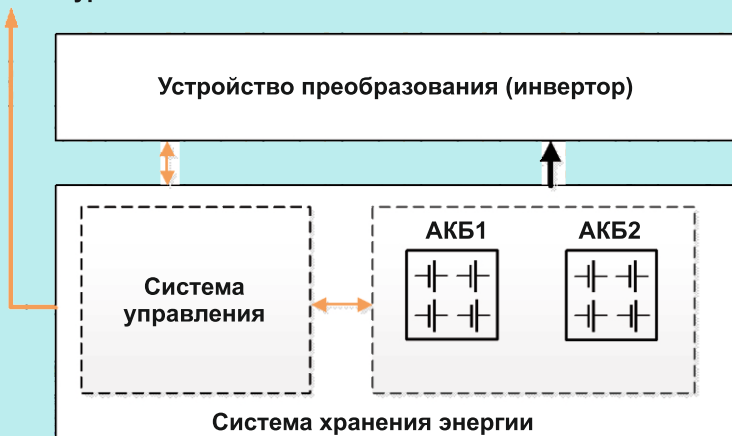 Устройство преобразования (инвертор)
АКБ1
АКБ2
Система
управления
Система хранения энергии